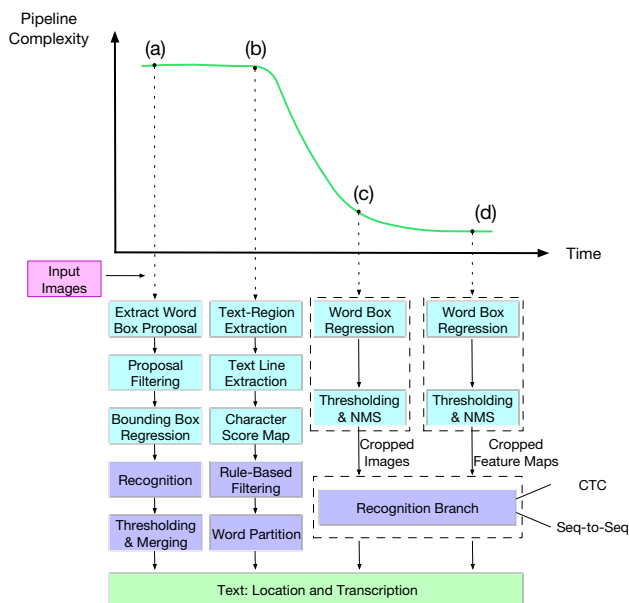 Pipeline
Complexity
(a)
(b)
(c)
(d)
Time
Input
Images
Extract Word
Box Proposal
Proposal
Filtering
Bounding Box
Regression
Recognition
Thresholding
& Merging
Text-Region
Extraction
Text Line
Extraction
Character
Score Map
Rule-Based
Filtering
Word Partition
Word Box
Regression
Thresholding
& NMS
Cropped
Images
Word Box
Regression
Thresholding
& NMS
Cropped
Feature Maps
Recognition Branch
CTC
Seq-to-Seq
Text: Location and Transcription